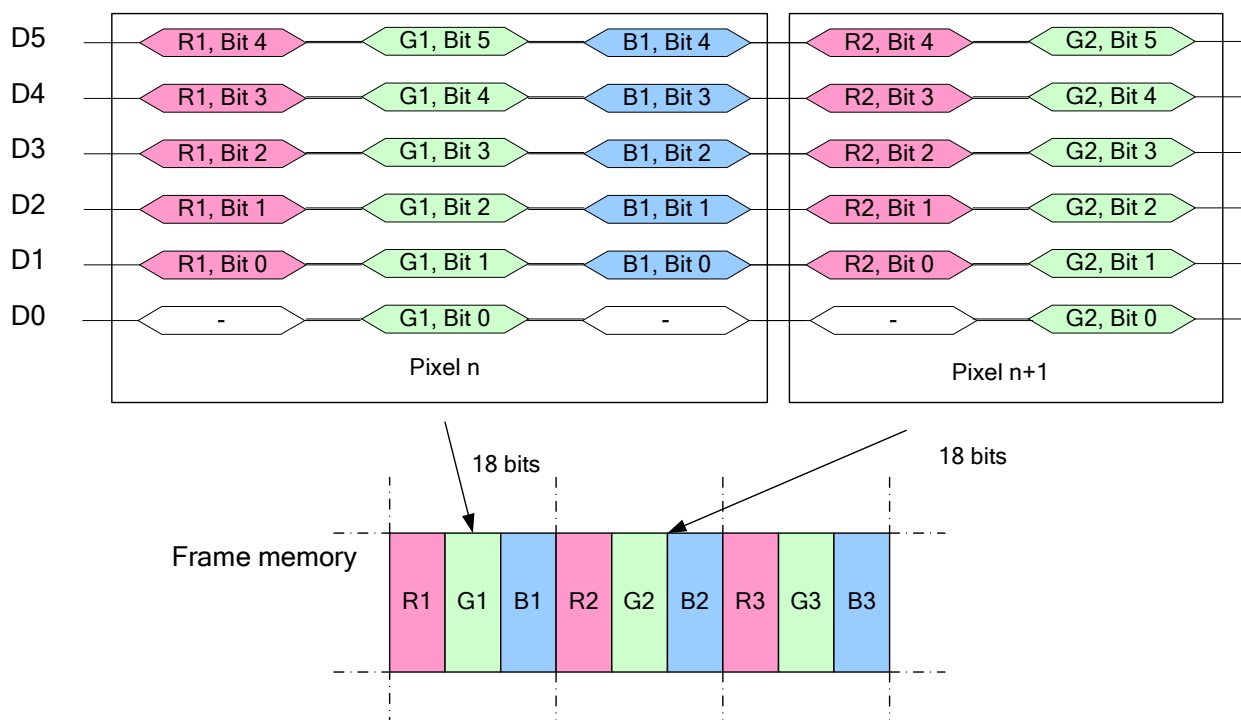 D5 R1, Bit 4 G1, Bit 5 B1, Bit 4 R2, Bit 4 G2, Bit 5
D4 R1, Bit 3 G1, Bit 4 B1, Bit 3 R2, Bit 3 G2, Bit 4
D3 R1, Bit 2 G1, Bit 3 B1, Bit 2 R2, Bit 2 G2, Bit 3
D2 R1, Bit 1 G1, Bit 2 B1, Bit 1 R2, Bit 1 G2, Bit 2
D1 R1, Bit 0 G1, Bit 1 B1, Bit 0 R2, Bit 0 G2, Bit 1
D0 - G1, Bit 0 - - G2, Bit 0
Pixel n Pixel n+1
18 bits 18 bits
Frame memory
R1 G1 B1 R2 G2 B2 R3 G3 B3